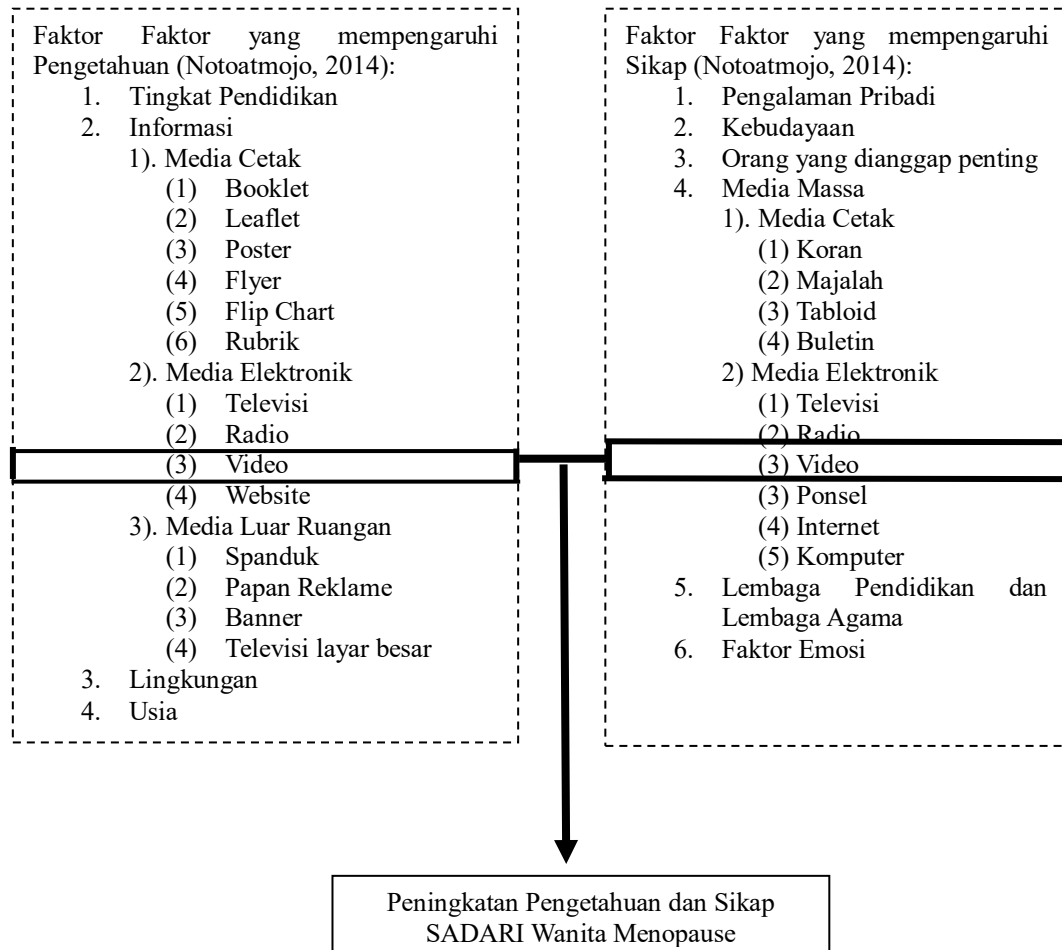 Faktor Faktor yang mempengaruhi
Pengetahuan (Notoatmojo, 2014):
1. Tingkat Pendidikan
2. Informasi
1). Media Cetak
(1) Booklet
(2) Leaflet
(3) Poster
(4) Flyer
(5) Flip Chart
(6) Rubrik
2). Media Elektronik
(1) Televisi
(2) Radio
(3) Video
(4) Website
3). Media Luar Ruangan
(1) Spanduk
(2) Papan Reklame
(3) Banner
(4) Televisi layar besar
3. Lingkungan
4. Usia
Faktor Faktor yang mempengaruhi
Sikap (Notoatmojo, 2014):
1. Pengalaman Pribadi
2. Kebudayaan
3. Orang yang dianggap penting
4. Media Massa
1). Media Cetak
(1) Koran
(2) Majalah
(3) Tabloid
(4) Buletin
2) Media Elektronik
(1) Televisi
(2) Radio
(3) Video
(3) Ponsel
(4) Internet
(5) Komputer
5. Lembaga Pendidikan dan
Lembaga Agama
6. Faktor Emosi
Peningkatan Pengetahuan dan Sikap
SADARI Wanita Menopause